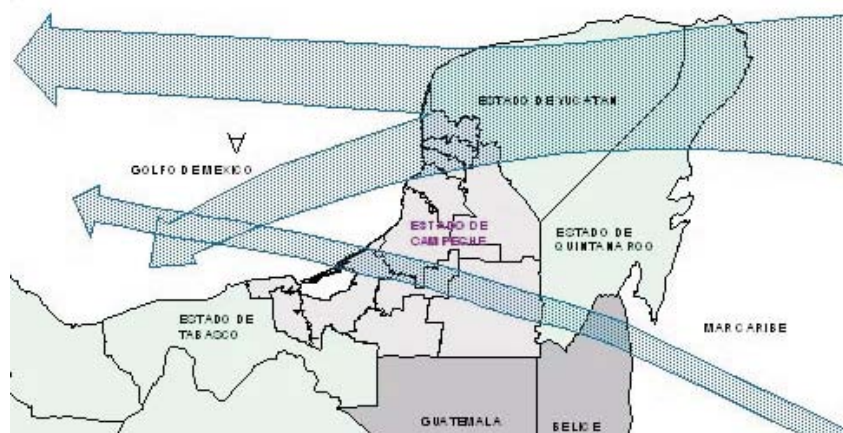 ESTADO DE YUCATAN
GOLFO DE MEXICO
ESTADO DE
CAMPECHE
ESTADO DE
QUINTANA ROO
ESTADO DE
TABASCO
MAR CARIBE
GUATEMALA
BELICE